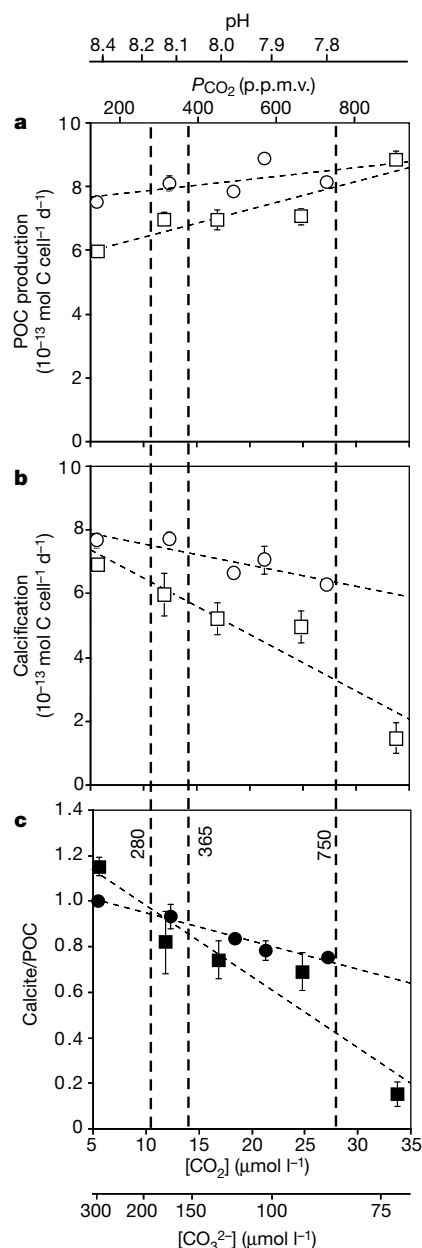 pH
8.4 8.2 8.1 8.0 7.9 7.8
PCO2 (p.p.m.v.)
200 400 600 800
a
10
8
6
4
2
0
POC production
(10–13 mol C cell–1 d–1)
b
10
8
6
4
2
0
Calcification
(10–13 mol C cell–1 d–1)
c
1.4
1.2
1.0
0.8
0.6
0.4
0.2
0
Calcite/POC
280
365
750
5 10 15 20 25 30 35
[CO2] (μmol l–1)
300 200 150 100 75
[CO32–] (μmol l–1)